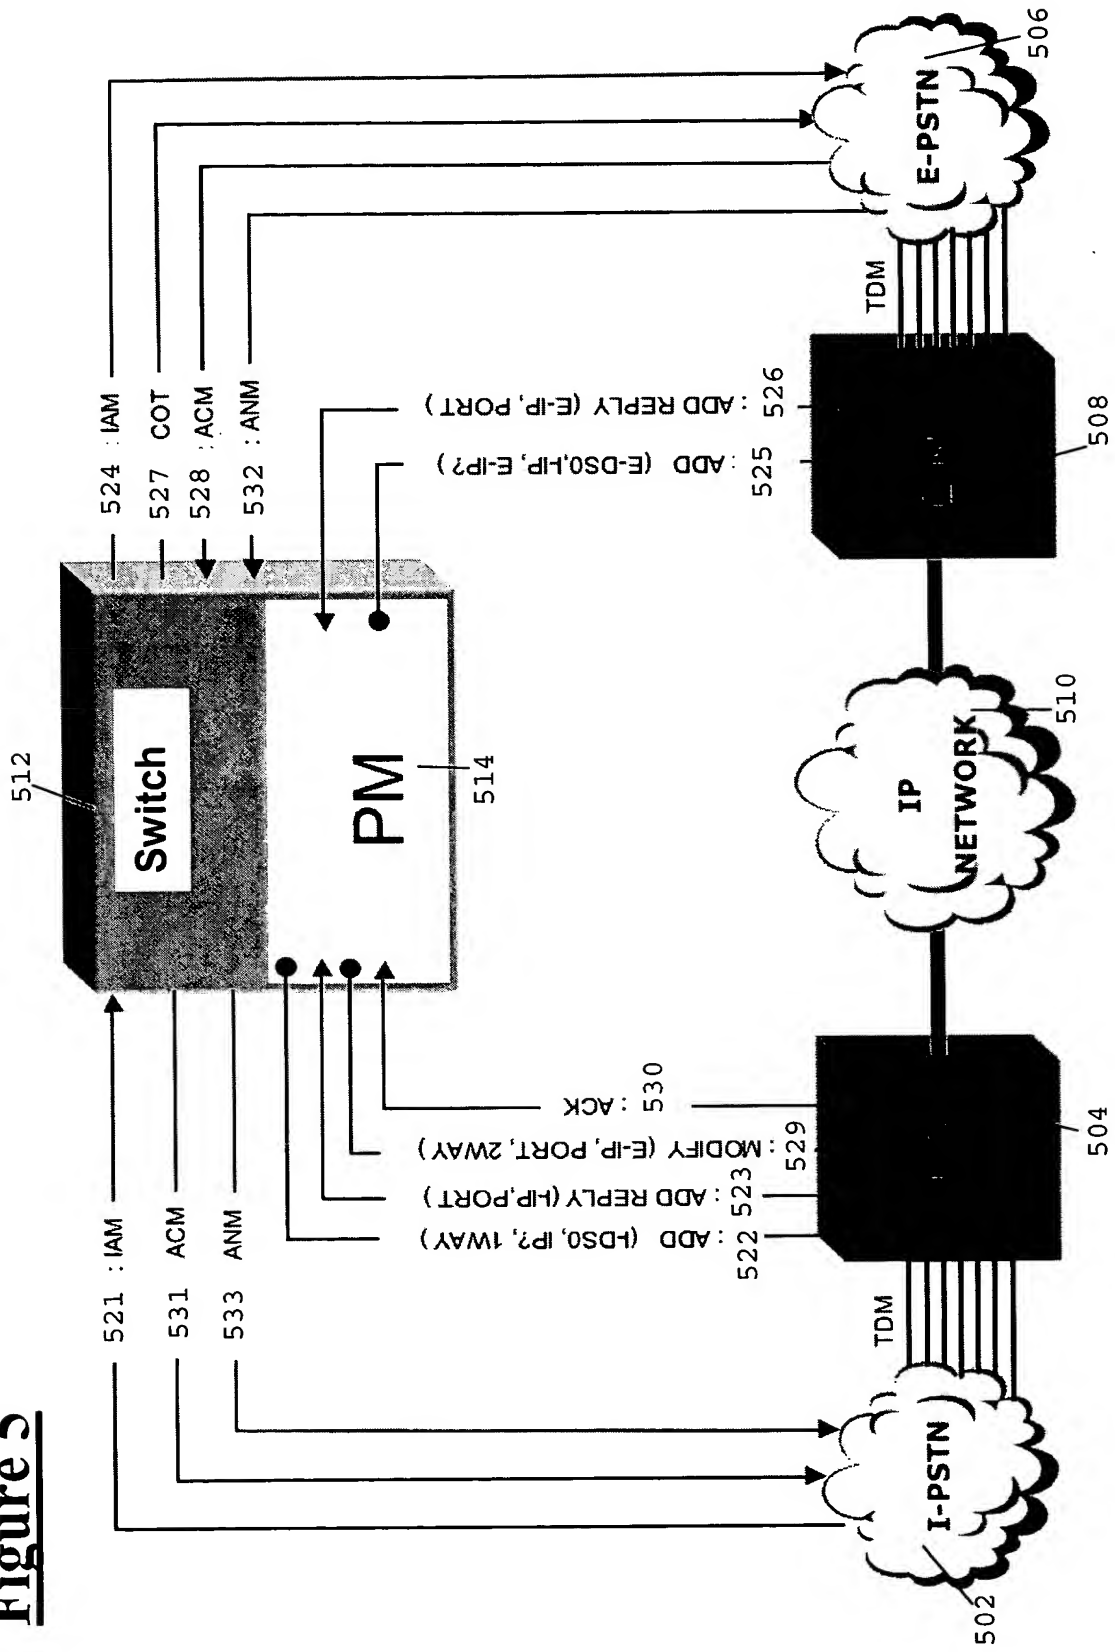 Figure 5
512
Switch
PM
514
521 : IAM
531 ACM
533 ANM
524 : IAM
527 COT
528 : ACM
532 : ANM
522 : ADD (I-DS0, IP?, 1WAY)
523 : ADD REPLY (I-IP,PORT)
529 : MODIFY (E-IP, PORT, 2WAY)
530 : ACK
525 : ADD (E-DS0,I-IP, E-IP?)
526 : ADD REPLY (E-IP, PORT)
I-PSTN
502
TDM
504
IP
NETWORK
510
508
TDM
E-PSTN
506